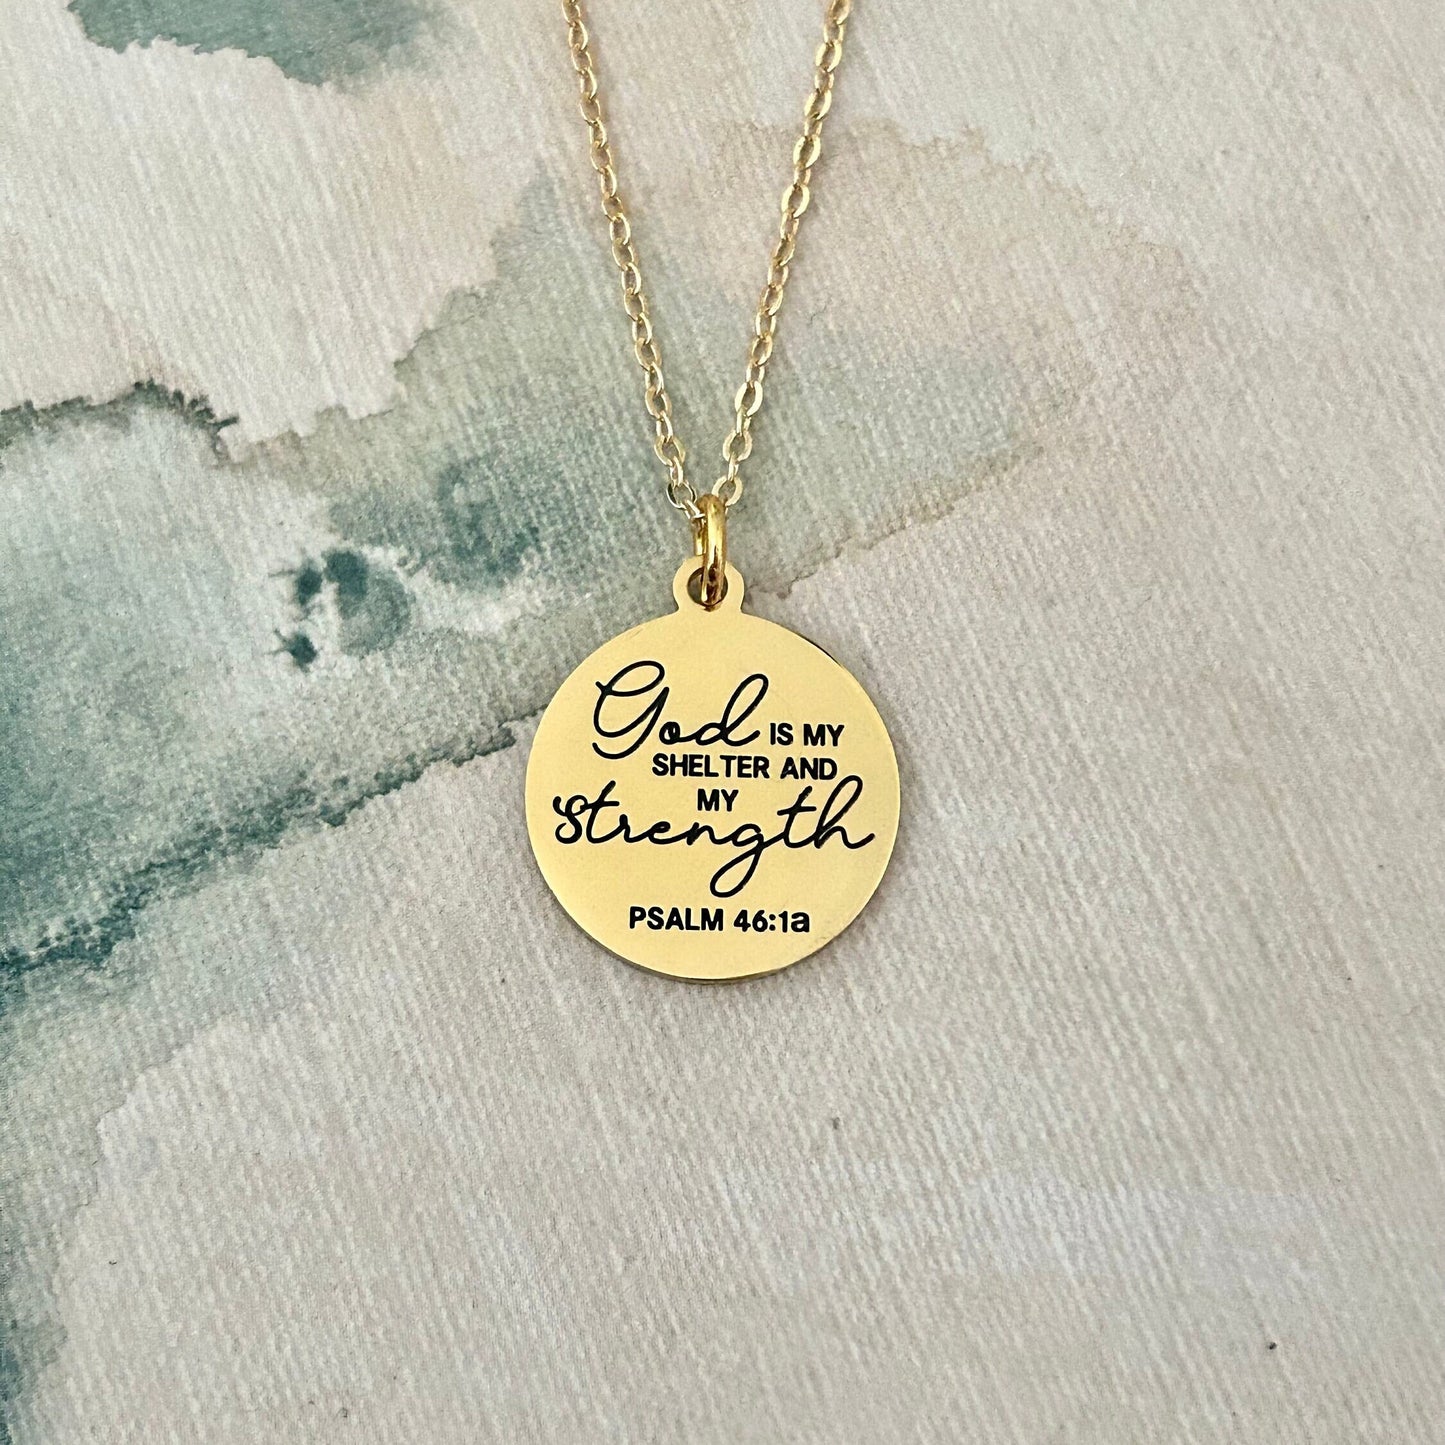 God IS MY
SHELTER AND
MY
strength
PSALM 46:1a